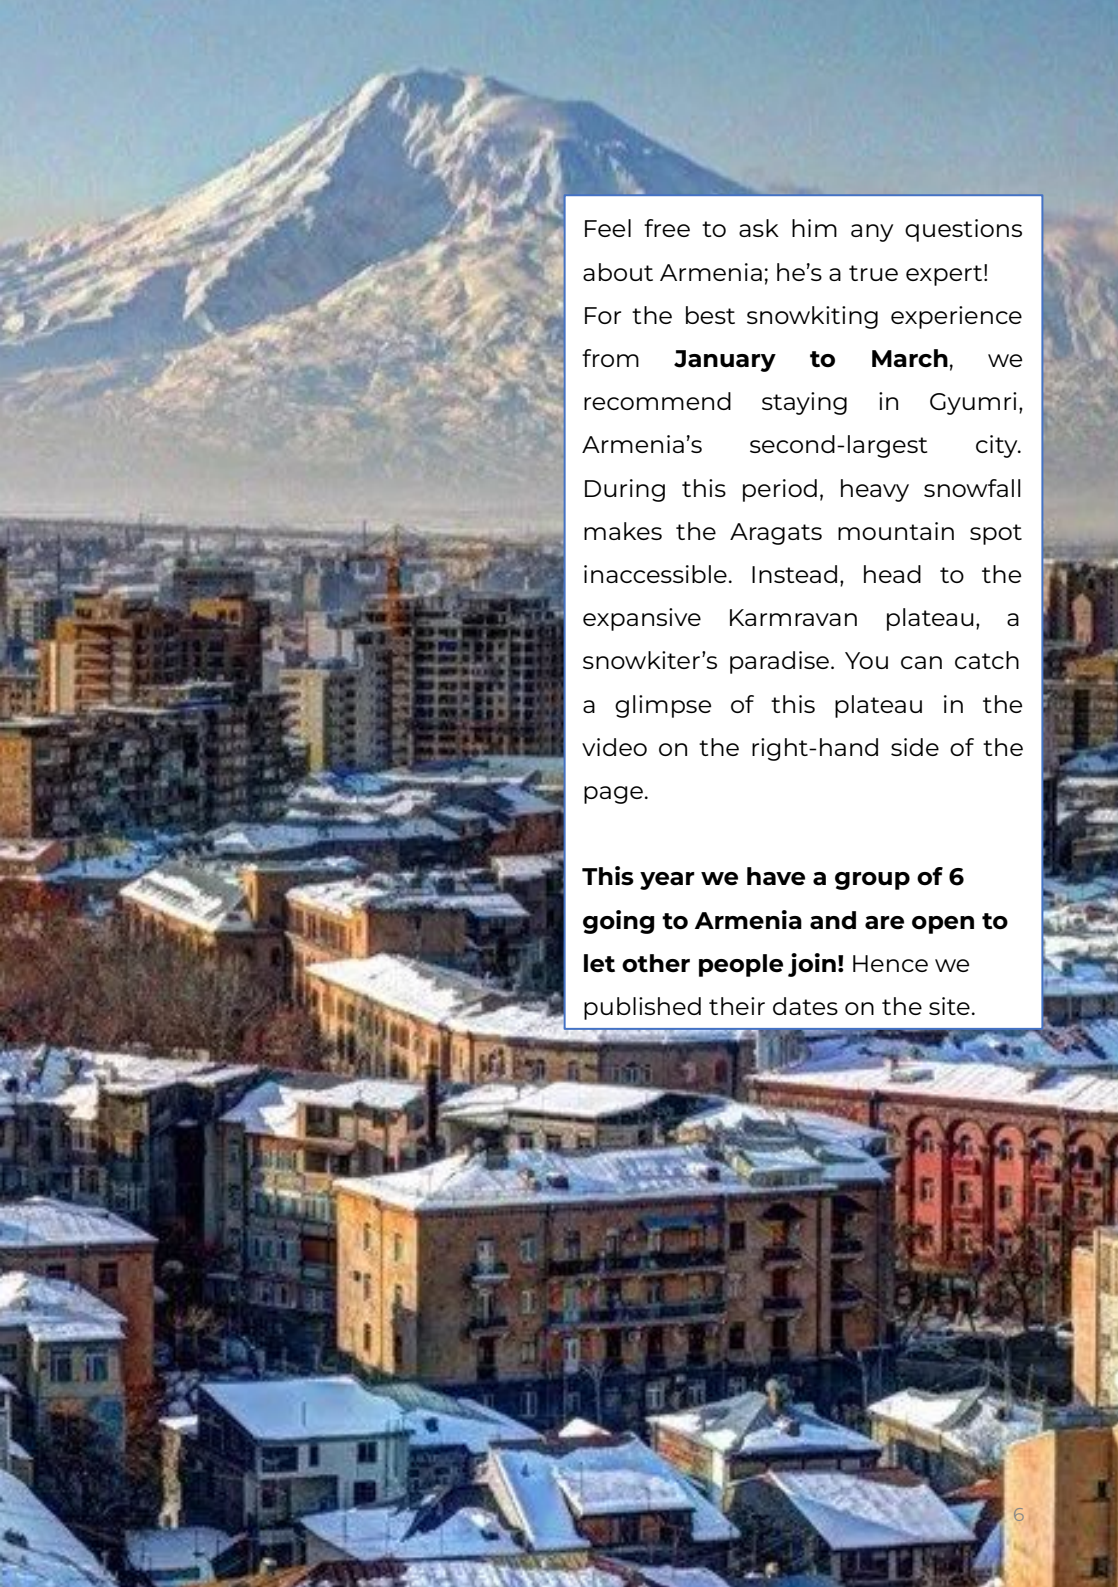 Feel free to ask him any questions
about Armenia; he’s a true expert!
For the best snowkiting experience
from January to March, we
recommend staying in Gyumri,
Armenia’s second-largest city.
During this period, heavy snowfall
makes the Aragats mountain spot
inaccessible. Instead, head to the
expansive Karmravan plateau, a
snowkiter’s paradise. You can catch
a glimpse of this plateau in the
video on the right-hand side of the
page.
This year we have a group of 6
going to Armenia and are open to
let other people join! Hence we
published their dates on the site.
6